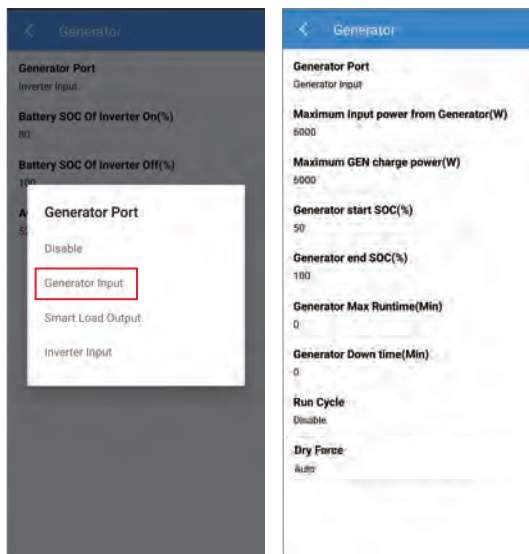 Generator
Generator Port
Inverter Input
Battery SOC Of Inverter On(%)
80
Battery SOC Of Inverter Off(%)
100
Generator Port
Disable
Generator Input
Smart Load Output
Inverter Input
Generator
Generator Port
Generator Input
Maximum Input power from Generator(W)
6000
Maximum GEN charge power(W)
6000
Generator start SOC(%)
50
Generator end SOC(%)
100
Generator Max Runtime(Min)
0
Generator Down time(Min)
0
Run Cycle
Disable
Dry Force
Auto